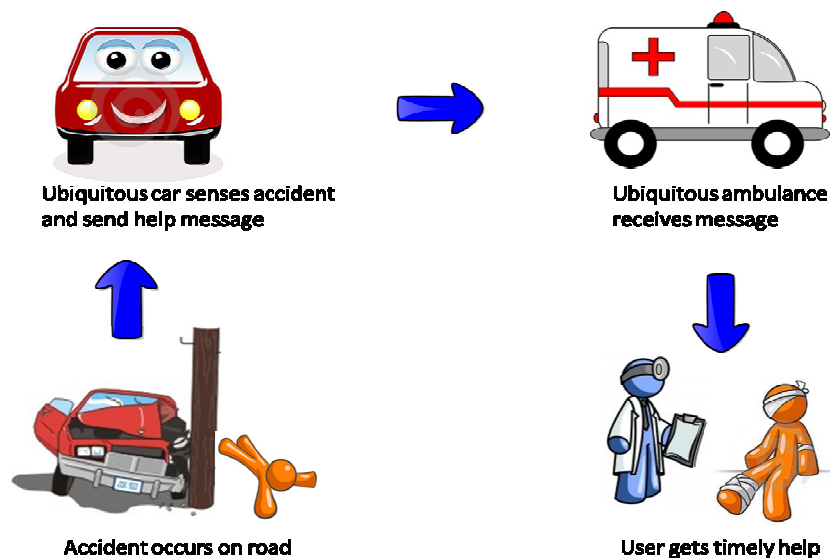 Ubiquitous car senses accident
and send help message
Ubiquitous ambulance
receives message
Accident occurs on road
User gets timely help